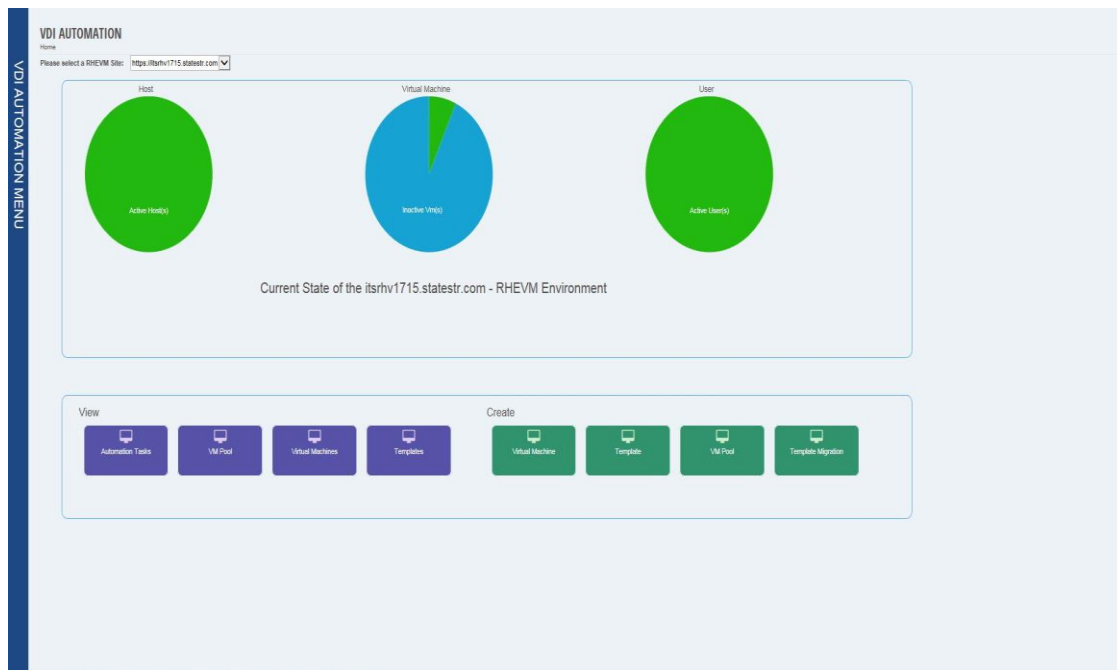 VDI AUTOMATION MENU
VDI AUTOMATION
Home
Please select a RHEVM Site: https://itsrhv1715.statestr.com
Host
Virtual Machine
User
Active Host(s)
Inactive Vm(s)
Active User(s)
Current State of the itsrhv1715.statestr.com - RHEVM Environment
View
Create
Automation Tasks
VM Pool
Virtual Machines
Templates
Virtual Machine
Template
VM Pool
Template Migration